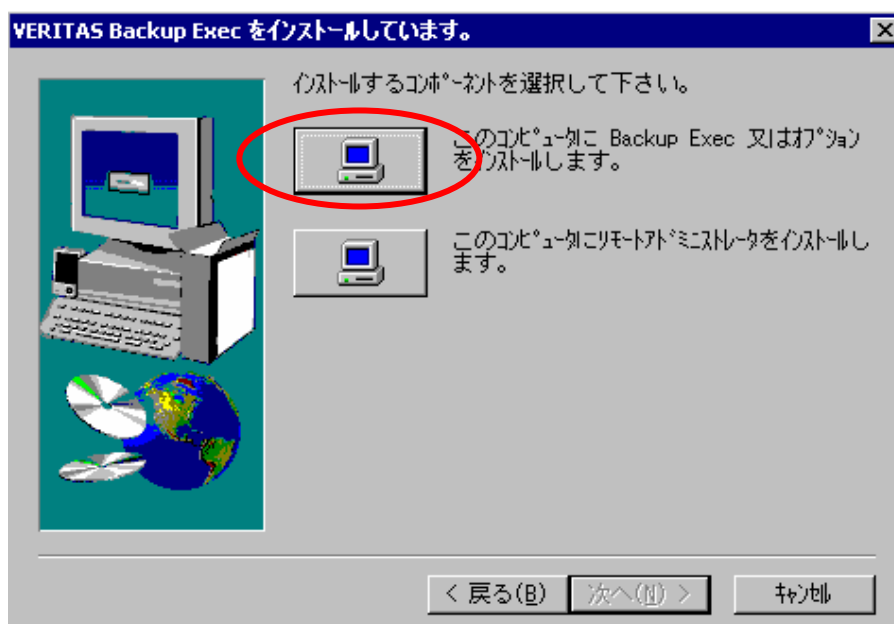 VERITAS Backup Exec をインストールしています。
インストールするコンポーネントを選択して下さい。
このコンピュータに Backup Exec 又はオプション
をインストールします。
このコンピュータにリモートアドミニストレータをインストールし
ます。
< 戻る(B)
次へ(N) >
キャンセル